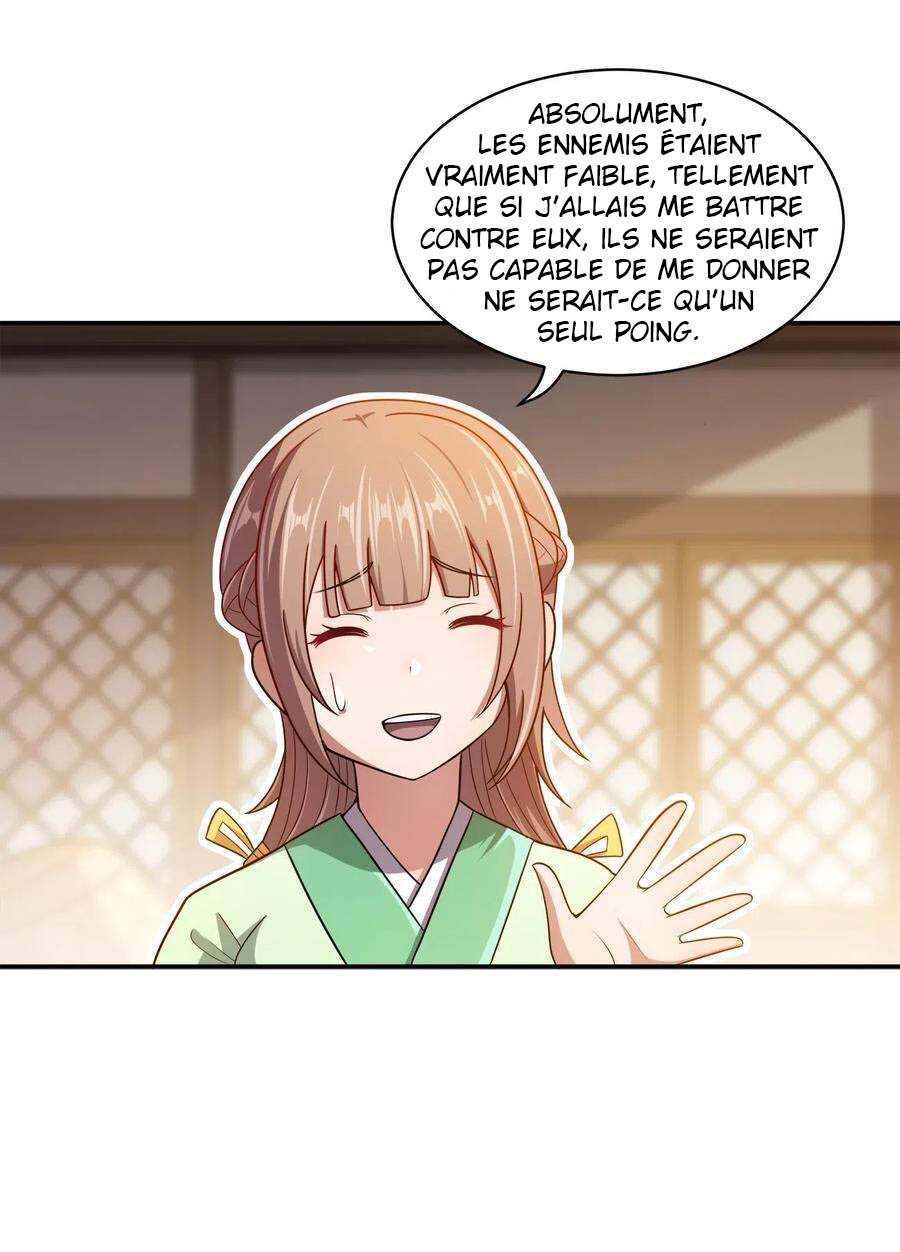 ABSOLUMENT,
LES ENNEMIS ÉTAIENT
VRAIMENT FAIBLE, TELLEMENT
QUE SI J'ALLAIS ME BATTRE
CONTRE EUX, ILS NE SERAIENT
PAS CAPABLE DE ME DONNER
NE SERAIT-CE QU'UN
SEUL POING.